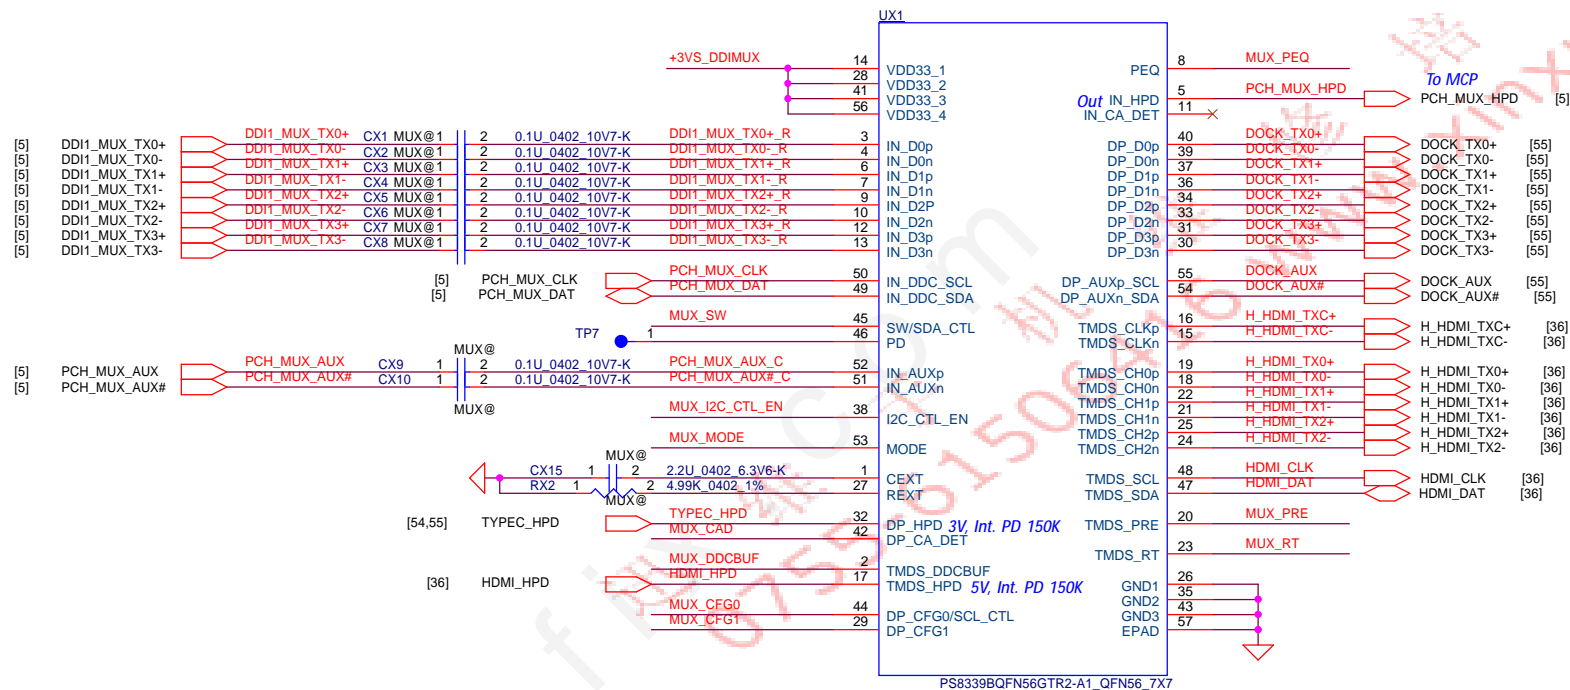 UX1
+3VS_DDIMUX 14 VDD33_1
28 VDD33_2
41 VDD33_3
56 VDD33_4
PEQ 8 MUX_PEQ
To MCP
Out IN_HPD 5 PCH_MUX_HPD PCH_MUX_HPD [5]
IN_CA_DET 11
[5] DDI1_MUX_TX0+ DDI1_MUX_TX0+ CX1 MUX@ 1 2 0.1U_0402_10V7-K DDI1_MUX_TX0+_R 3 IN_D0p
[5] DDI1_MUX_TX0- DDI1_MUX_TX0- CX2 MUX@ 1 2 0.1U_0402_10V7-K DDI1_MUX_TX0-_R 4 IN_D0n
[5] DDI1_MUX_TX1+ DDI1_MUX_TX1+ CX3 MUX@ 1 2 0.1U_0402_10V7-K DDI1_MUX_TX1+_R 6 IN_D1p
[5] DDI1_MUX_TX1- DDI1_MUX_TX1- CX4 MUX@ 1 2 0.1U_0402_10V7-K DDI1_MUX_TX1-_R 7 IN_D1n
[5] DDI1_MUX_TX2+ DDI1_MUX_TX2+ CX5 MUX@ 1 2 0.1U_0402_10V7-K DDI1_MUX_TX2+_R 9 IN_D2P
[5] DDI1_MUX_TX2- DDI1_MUX_TX2- CX6 MUX@ 1 2 0.1U_0402_10V7-K DDI1_MUX_TX2-_R 10 IN_D2n
[5] DDI1_MUX_TX3+ DDI1_MUX_TX3+ CX7 MUX@ 1 2 0.1U_0402_10V7-K DDI1_MUX_TX3+_R 12 IN_D3p
[5] DDI1_MUX_TX3- DDI1_MUX_TX3- CX8 MUX@ 1 2 0.1U_0402_10V7-K DDI1_MUX_TX3-_R 13 IN_D3n
DP_D0p 40 DOCK_TX0+ DOCK_TX0+ [55]
DP_D0n 39 DOCK_TX0- DOCK_TX0- [55]
DP_D1p 37 DOCK_TX1+ DOCK_TX1+ [55]
DP_D1n 36 DOCK_TX1- DOCK_TX1- [55]
DP_D2p 34 DOCK_TX2+ DOCK_TX2+ [55]
DP_D2n 33 DOCK_TX2- DOCK_TX2- [55]
DP_D3p 31 DOCK_TX3+ DOCK_TX3+ [55]
DP_D3n 30 DOCK_TX3- DOCK_TX3- [55]
[5] PCH_MUX_CLK PCH_MUX_CLK 50 IN_DDC_SCL
[5] PCH_MUX_DAT PCH_MUX_DAT 49 IN_DDC_SDA
DP_AUXp_SCL 55 DOCK_AUX DOCK_AUX [55]
DP_AUXn_SDA 54 DOCK_AUX# DOCK_AUX# [55]
MUX_SW 45 SW/SDA_CTL
TP7 1 46 PD
TMDS_CLKp 16 H_HDMI_TXC+ H_HDMI_TXC+ [36]
TMDS_CLKn 15 H_HDMI_TXC- H_HDMI_TXC- [36]
MUX@
[5] PCH_MUX_AUX PCH_MUX_AUX CX9 1 2 0.1U_0402_10V7-K PCH_MUX_AUX_C 52 IN_AUXp
[5] PCH_MUX_AUX# PCH_MUX_AUX# CX10 1 2 0.1U_0402_10V7-K PCH_MUX_AUX#_C 51 IN_AUXn
MUX@
TMDS_CH0p 19 H_HDMI_TX0+ H_HDMI_TX0+ [36]
TMDS_CH0n 18 H_HDMI_TX0- H_HDMI_TX0- [36]
TMDS_CH1p 22 H_HDMI_TX1+ H_HDMI_TX1+ [36]
TMDS_CH1n 21 H_HDMI_TX1- H_HDMI_TX1- [36]
TMDS_CH2p 25 H_HDMI_TX2+ H_HDMI_TX2+ [36]
TMDS_CH2n 24 H_HDMI_TX2- H_HDMI_TX2- [36]
MUX_I2C_CTL_EN 38 I2C_CTL_EN
MUX_MODE 53 MODE
MUX@
CX15 1 2 2.2U_0402_6.3V6-K 1 CEXT
RX2 1 2 4.99K_0402_1% 27 REXT
MUX@
TMDS_SCL 48 HDMI_CLK HDMI_CLK [36]
TMDS_SDA 47 HDMI_DAT HDMI_DAT [36]
[54,55] TYPEC_HPD TYPEC_HPD 32 DP_HPD 3V, Int. PD 150K
MUX_CAD 42 DP_CA_DET
TMDS_PRE 20 MUX_PRE
TMDS_RT 23 MUX_RT
MUX_DDCBUF 2 TMDS_DDCBUF
[36] HDMI_HPD HDMI_HPD 17 TMDS_HPD 5V, Int. PD 150K
MUX_CFG0 44 DP_CFG0/SCL_CTL
MUX_CFG1 29 DP_CFG1
GND1 26
GND2 35
GND3 43
EPAD 57
PS8339BQFN56GTR2-A1_QFN56_7X7